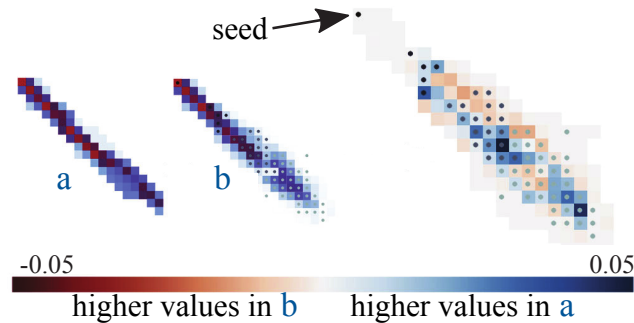 seed
a
b
-0.05 0.05
higher values in b higher values in a